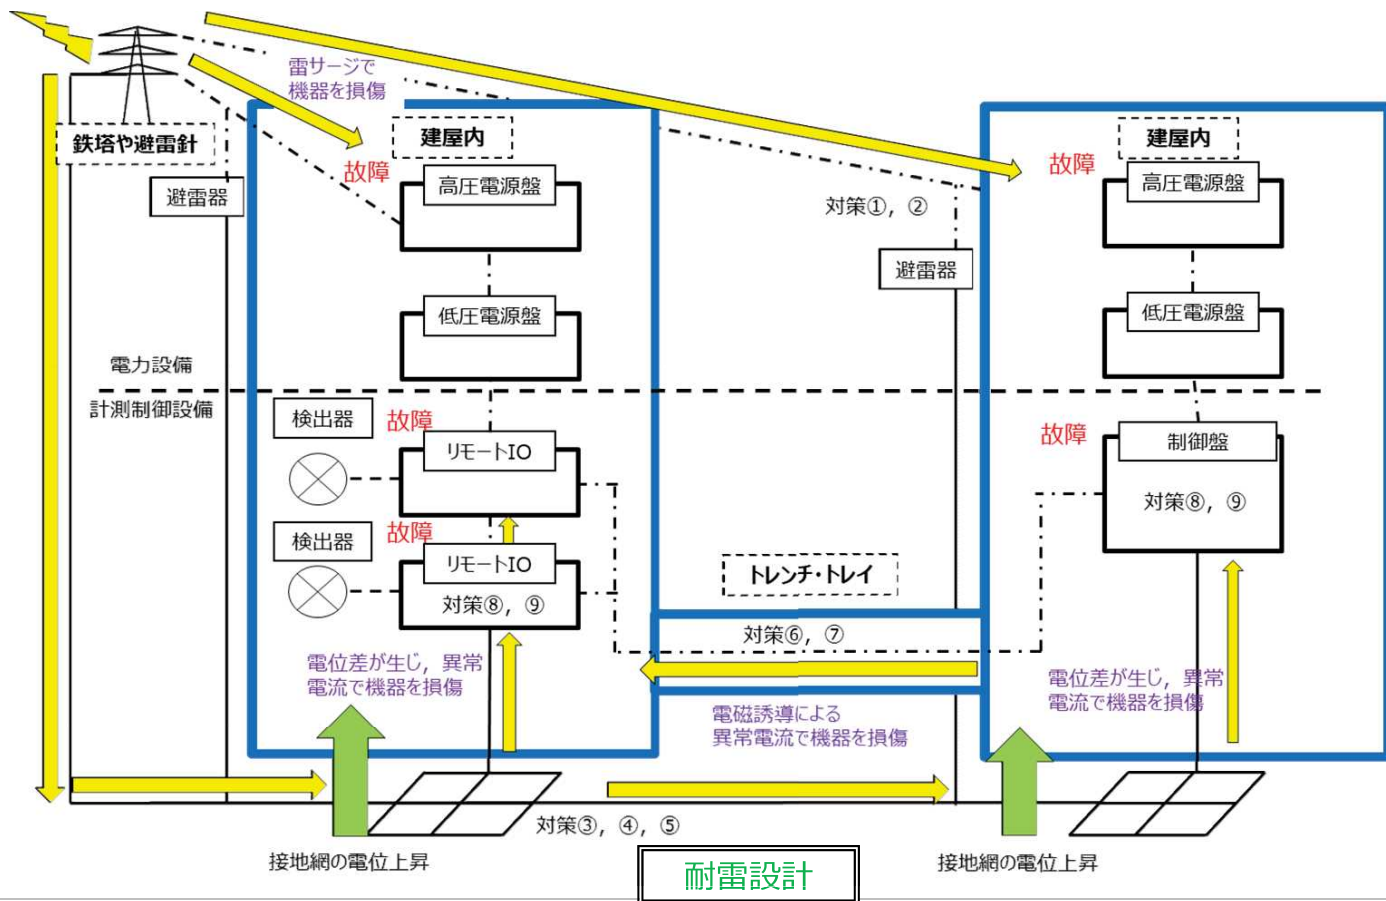 雷サージで
機器を損傷
鉄塔や避雷針
建屋内
建屋内
故障
高圧電源盤
故障
高圧電源盤
避雷器
対策①，②
避雷器
低圧電源盤
低圧電源盤
電力設備
計測制御設備
検出器
故障
リモートIO
故障
制御盤
対策⑧，⑨
検出器
故障
リモートIO
対策⑧，⑨
トレンチ・トレイ
対策⑥，⑦
電位差が生じ，異常
電流で機器を損傷
電磁誘導による
異常電流で機器を損傷
電位差が生じ，異常
電流で機器を損傷
対策③，④，⑤
接地網の電位上昇
接地網の電位上昇
耐雷設計